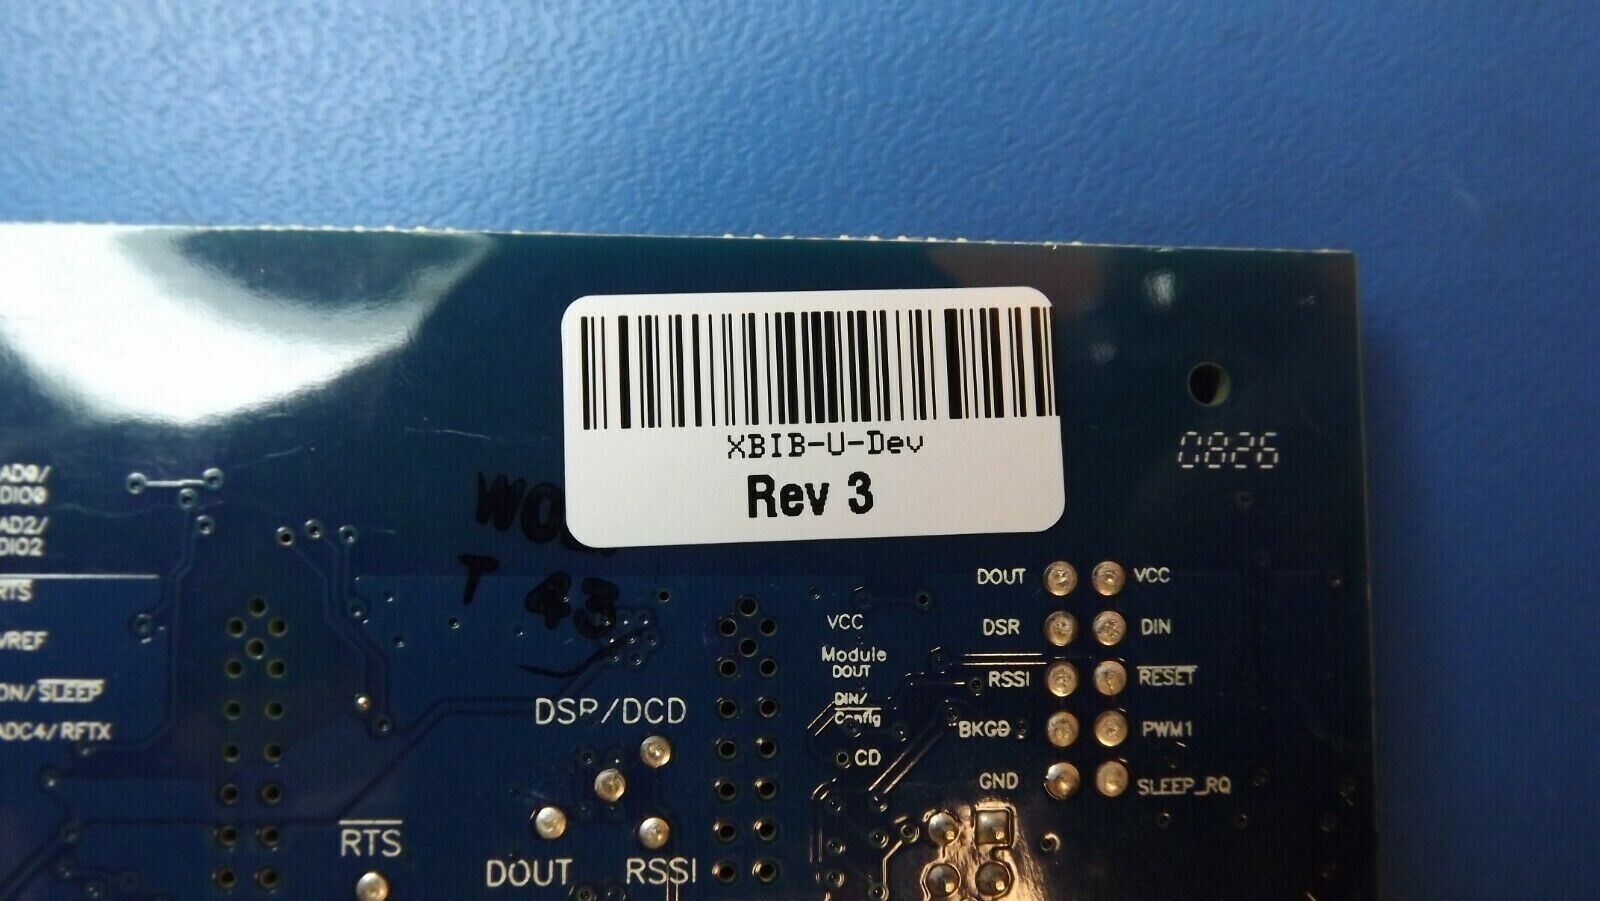 XBIB-U-Dev
Rev 3
0826
T 43
AD0/
DIO0
AD2/
DIO2
RTS
VREF
ON/SLEEP
ADC4/RFTX
DSR/DCD
RTS
DOUT
RSSI
VCC
Module
DOUT
DIN/
Config
CD
DOUT
VCC
DSR
DIN
RSSI
RESET
BKGD
PWM1
GND
SLEEP_RQ